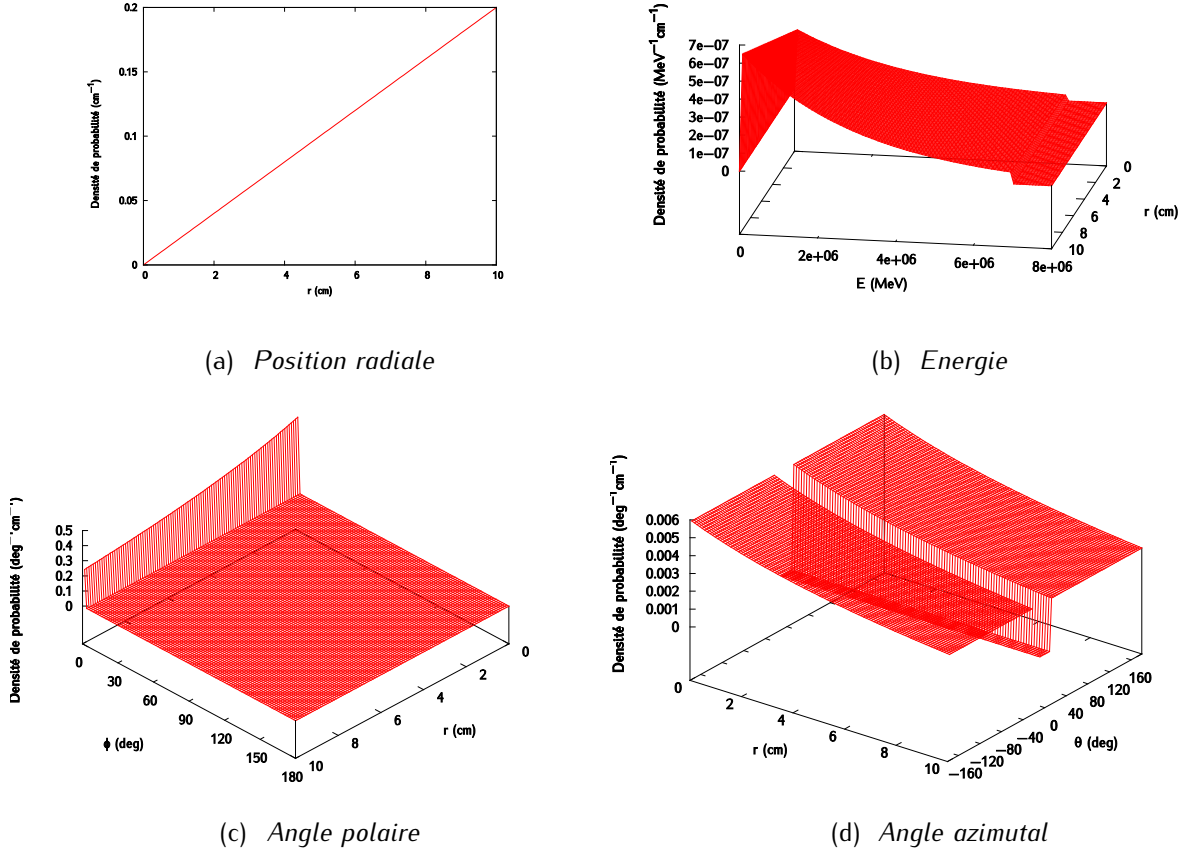 0.2
0.15
0.1
0.05
0
Densité de probabilité (cm⁻¹)
0 2 4 6 8 10
r (cm)
(a) Position radiale
Densité de probabilité (MeV⁻¹cm⁻¹)
7e−07
6e−07
5e−07
4e−07
3e−07
2e−07
1e−07
0
0 2e+06 4e+06 6e+06 8e+06
E (MeV)
0
2
4
6
8
10
r (cm)
(b) Energie
Densité de probabilité (deg⁻¹cm⁻¹)
0.5
0.4
0.3
0.2
0.1
0
0 30 60 90 120 150 180
ϕ (deg)
10 8 6 4 2 0
r (cm)
(c) Angle polaire
Densité de probabilité (deg⁻¹cm⁻¹)
0.006
0.005
0.004
0.003
0.002
0.001
0
0 2 4 6 8 10
r (cm)
−160 −120 −80 −40 0 40 80 120 160
θ (deg)
(d) Angle azimutal